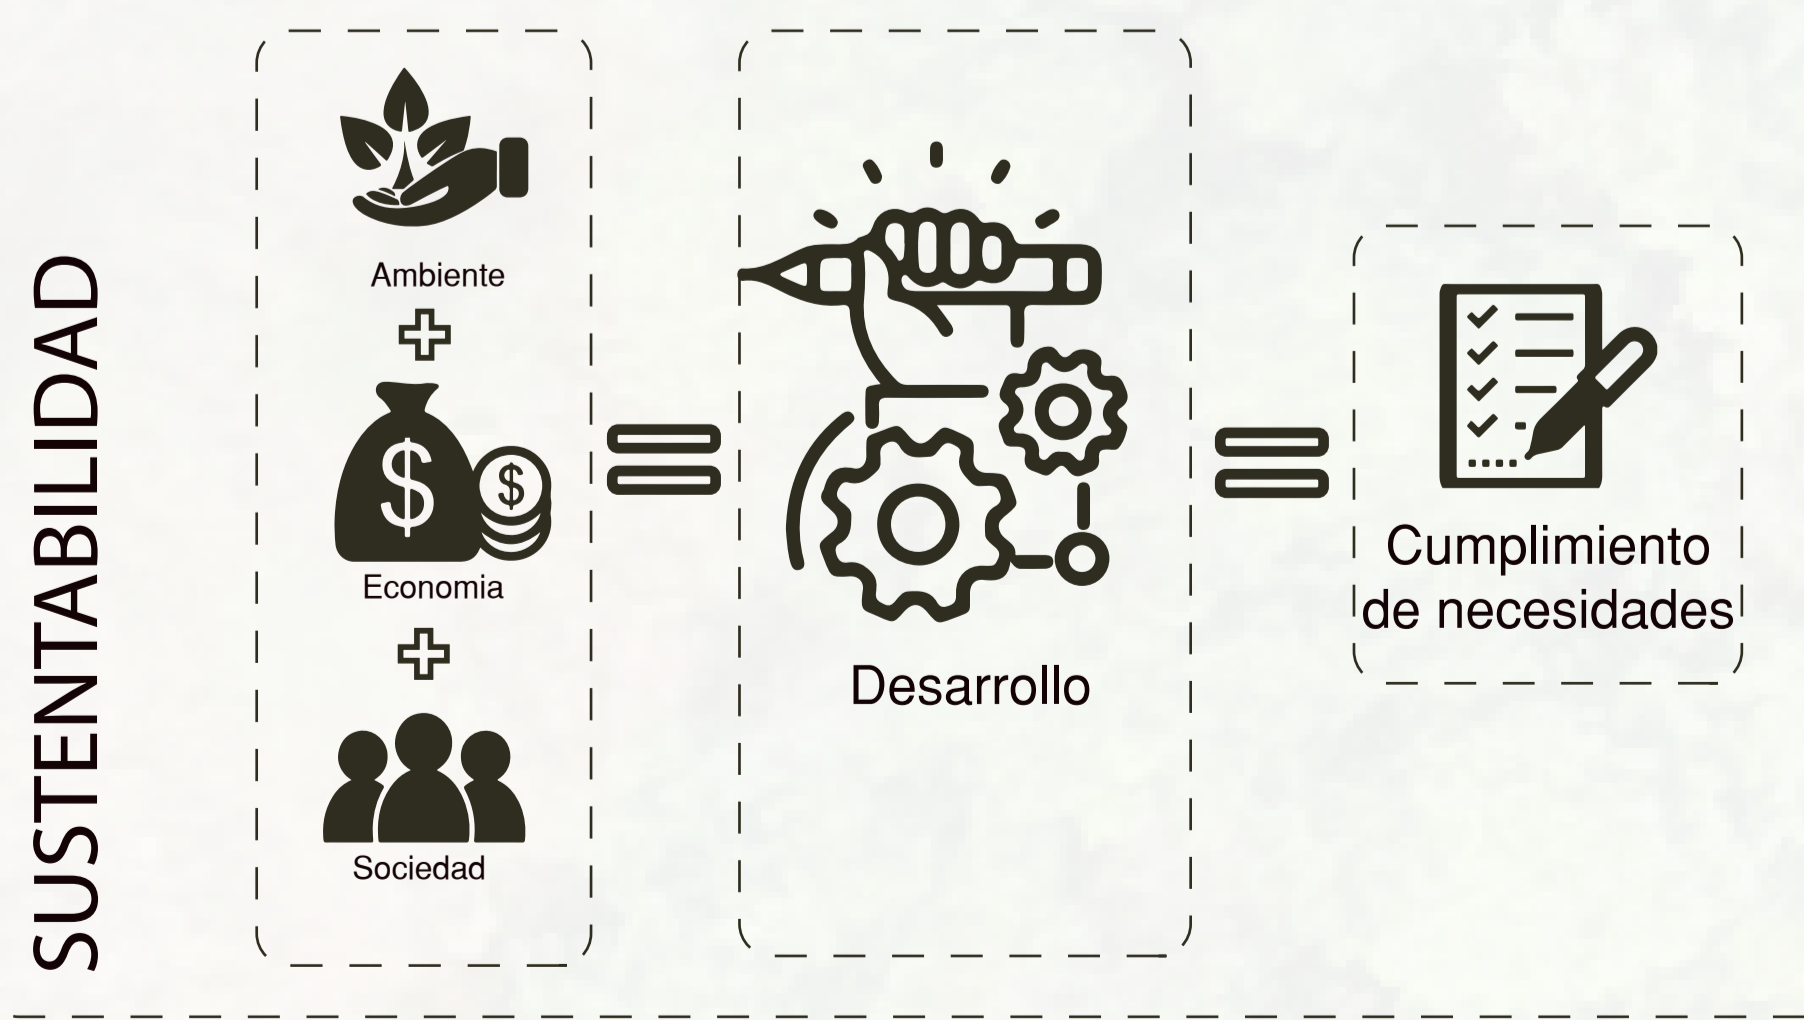 SUSTENTABILIDAD
Ambiente
Economia
Sociedad
Desarrollo
Cumplimiento
de necesidades